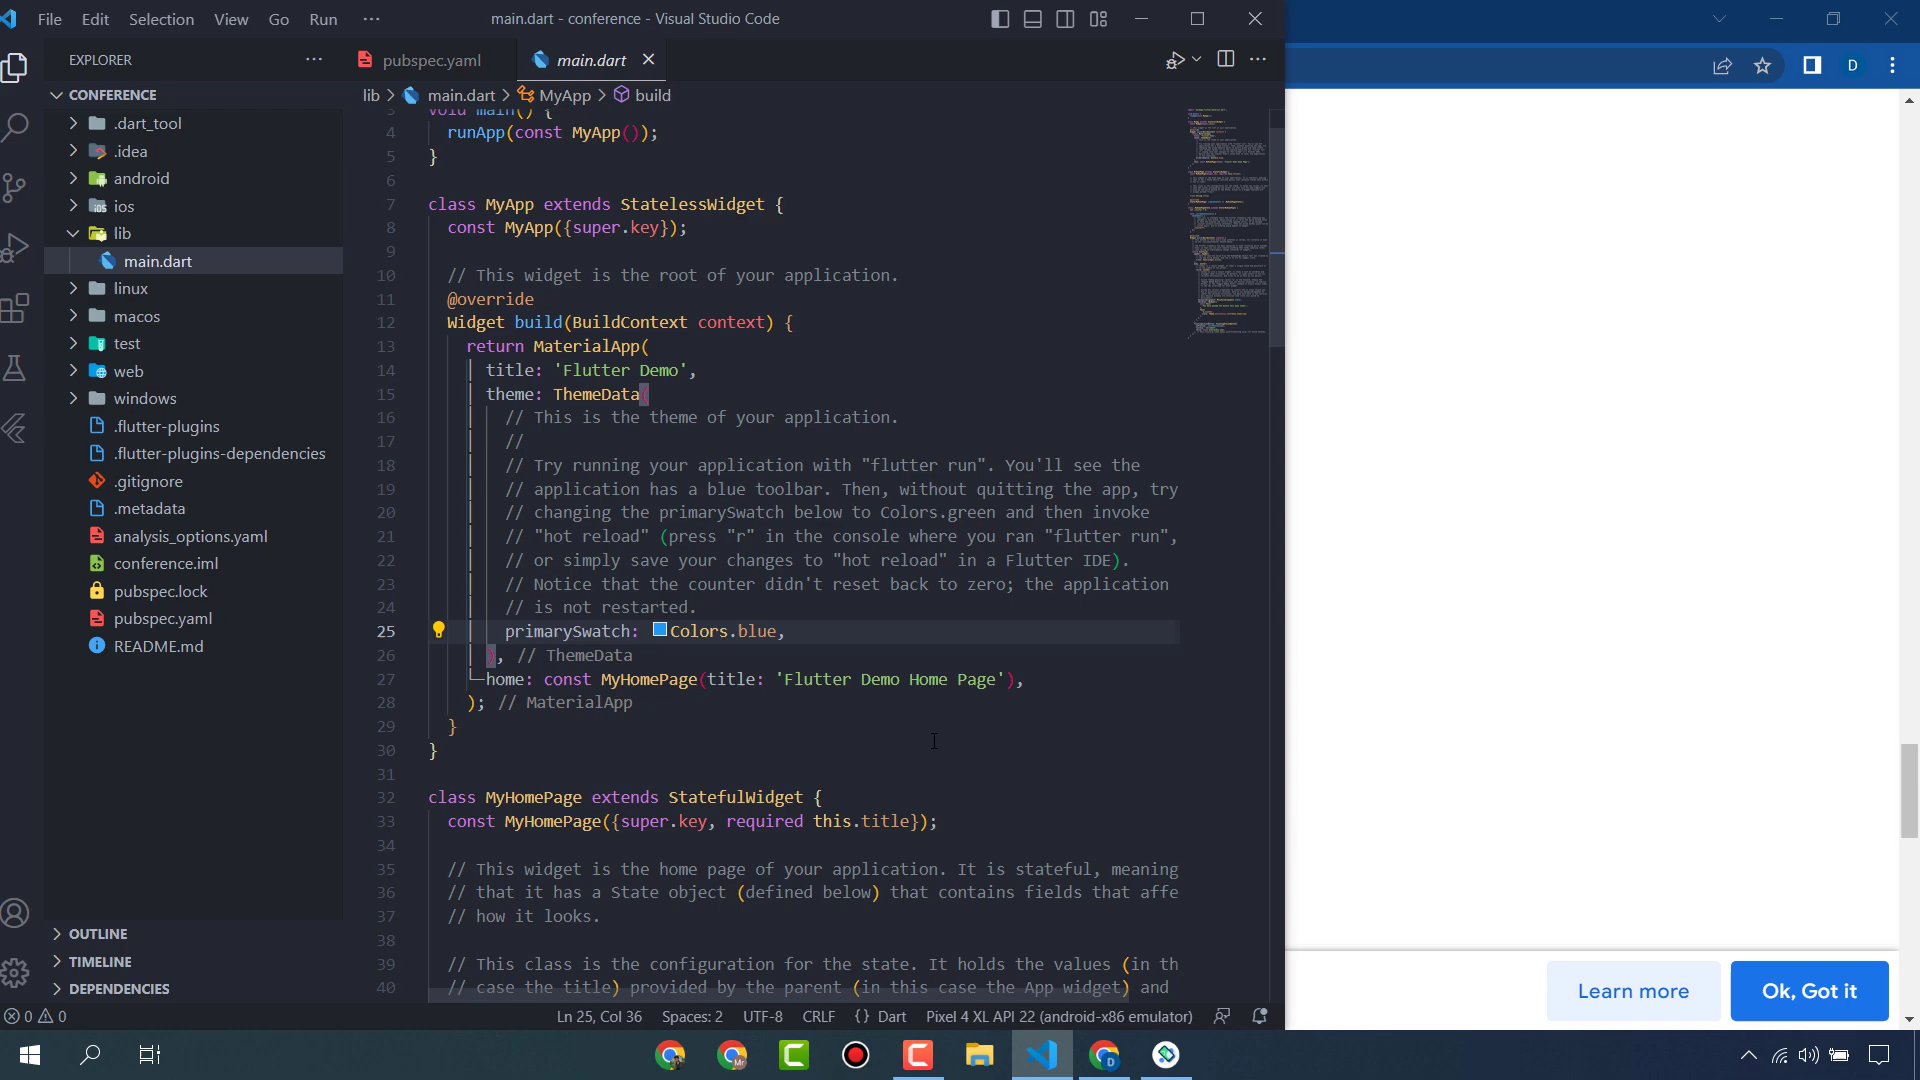 File Edit Selection View Go Run ···
main.dart - conference - Visual Studio Code
EXPLORER
pubspec.yaml
main.dart
D
CONFERENCE
lib > main.dart > MyApp > build
.dart_tool
.idea
android
ios
lib
main.dart
linux
macos
test
web
windows
.flutter-plugins
.flutter-plugins-dependencies
.gitignore
.metadata
analysis_options.yaml
conference.iml
pubspec.lock
pubspec.yaml
README.md
OUTLINE
TIMELINE
DEPENDENCIES
3 void main() {
4 runApp(const MyApp());
5 }
6
7 class MyApp extends StatelessWidget {
8 const MyApp({super.key});
9
10 // This widget is the root of your application.
11 @override
12 Widget build(BuildContext context) {
13 return MaterialApp(
14 title: 'Flutter Demo',
15 theme: ThemeData(
16 // This is the theme of your application.
17 //
18 // Try running your application with "flutter run". You'll see the
19 // application has a blue toolbar. Then, without quitting the app, try
20 // changing the primarySwatch below to Colors.green and then invoke
21 // "hot reload" (press "r" in the console where you ran "flutter run",
22 // or simply save your changes to "hot reload" in a Flutter IDE).
23 // Notice that the counter didn't reset back to zero; the application
24 // is not restarted.
25 primarySwatch: Colors.blue,
26 ), // ThemeData
27 home: const MyHomePage(title: 'Flutter Demo Home Page'),
28 ); // MaterialApp
29 }
30 }
31
32 class MyHomePage extends StatefulWidget {
33 const MyHomePage({super.key, required this.title});
34
35 // This widget is the home page of your application. It is stateful, meaning
36 // that it has a State object (defined below) that contains fields that affe
37 // how it looks.
38
39 // This class is the configuration for the state. It holds the values (in th
40 // case the title) provided by the parent (in this case the App widget) and
Learn more
Ok, Got it
0 0
Ln 25, Col 36
Spaces: 2
UTF-8
CRLF
{} Dart
Pixel 4 XL API 22 (android-x86 emulator)
Mr
D